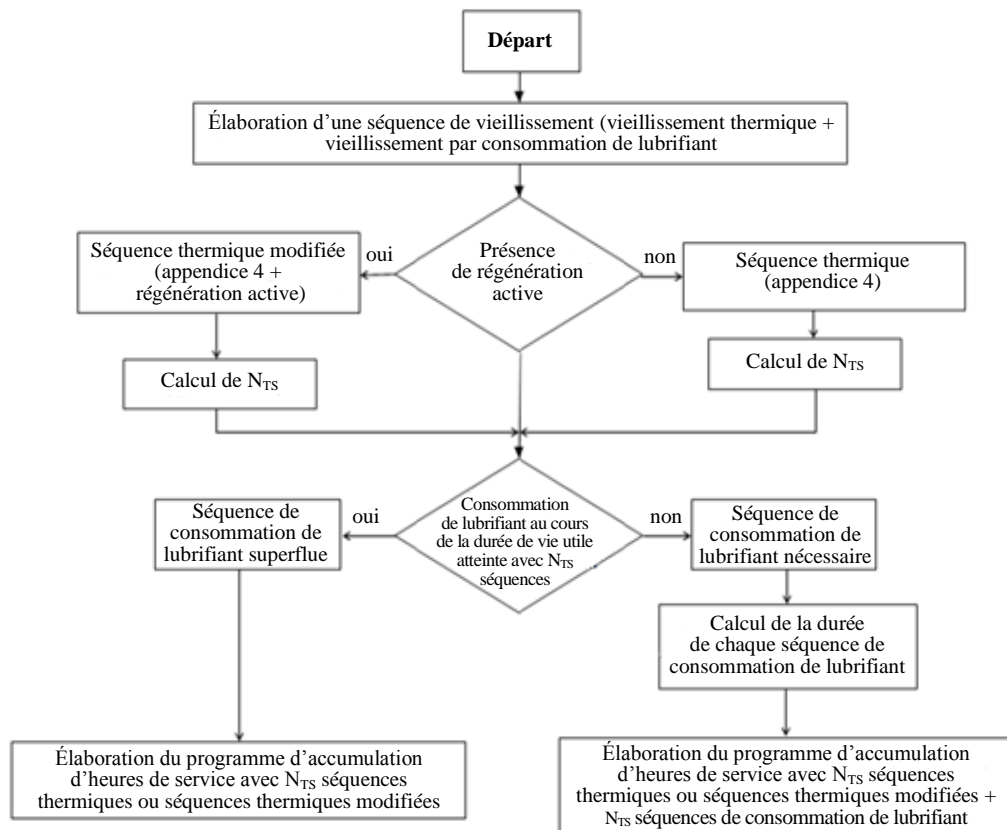 Départ
Élaboration d’une séquence de vieillissement (vieillissement thermique +
vieillissement par consommation de lubrifiant
Séquence thermique modifiée
(appendice 4 +
régénération active)
oui
Présence
de régénération
active
non
Séquence thermique
(appendice 4)
Calcul de NTS
Calcul de NTS
Séquence de
consommation de
lubrifiant superflue
oui
Consommation
de lubrifiant au cours
de la durée de vie utile
atteinte avec NTS
séquences
non
Séquence de
consommation de
lubrifiant nécessaire
Calcul de la durée
de chaque séquence de
consommation de lubrifiant
Élaboration du programme d’accumulation
d’heures de service avec NTS séquences
thermiques ou séquences thermiques modifiées
Élaboration du programme d’accumulation
d’heures de service avec NTS séquences
thermiques ou séquences thermiques modifiées +
NTS séquences de consommation de lubrifiant